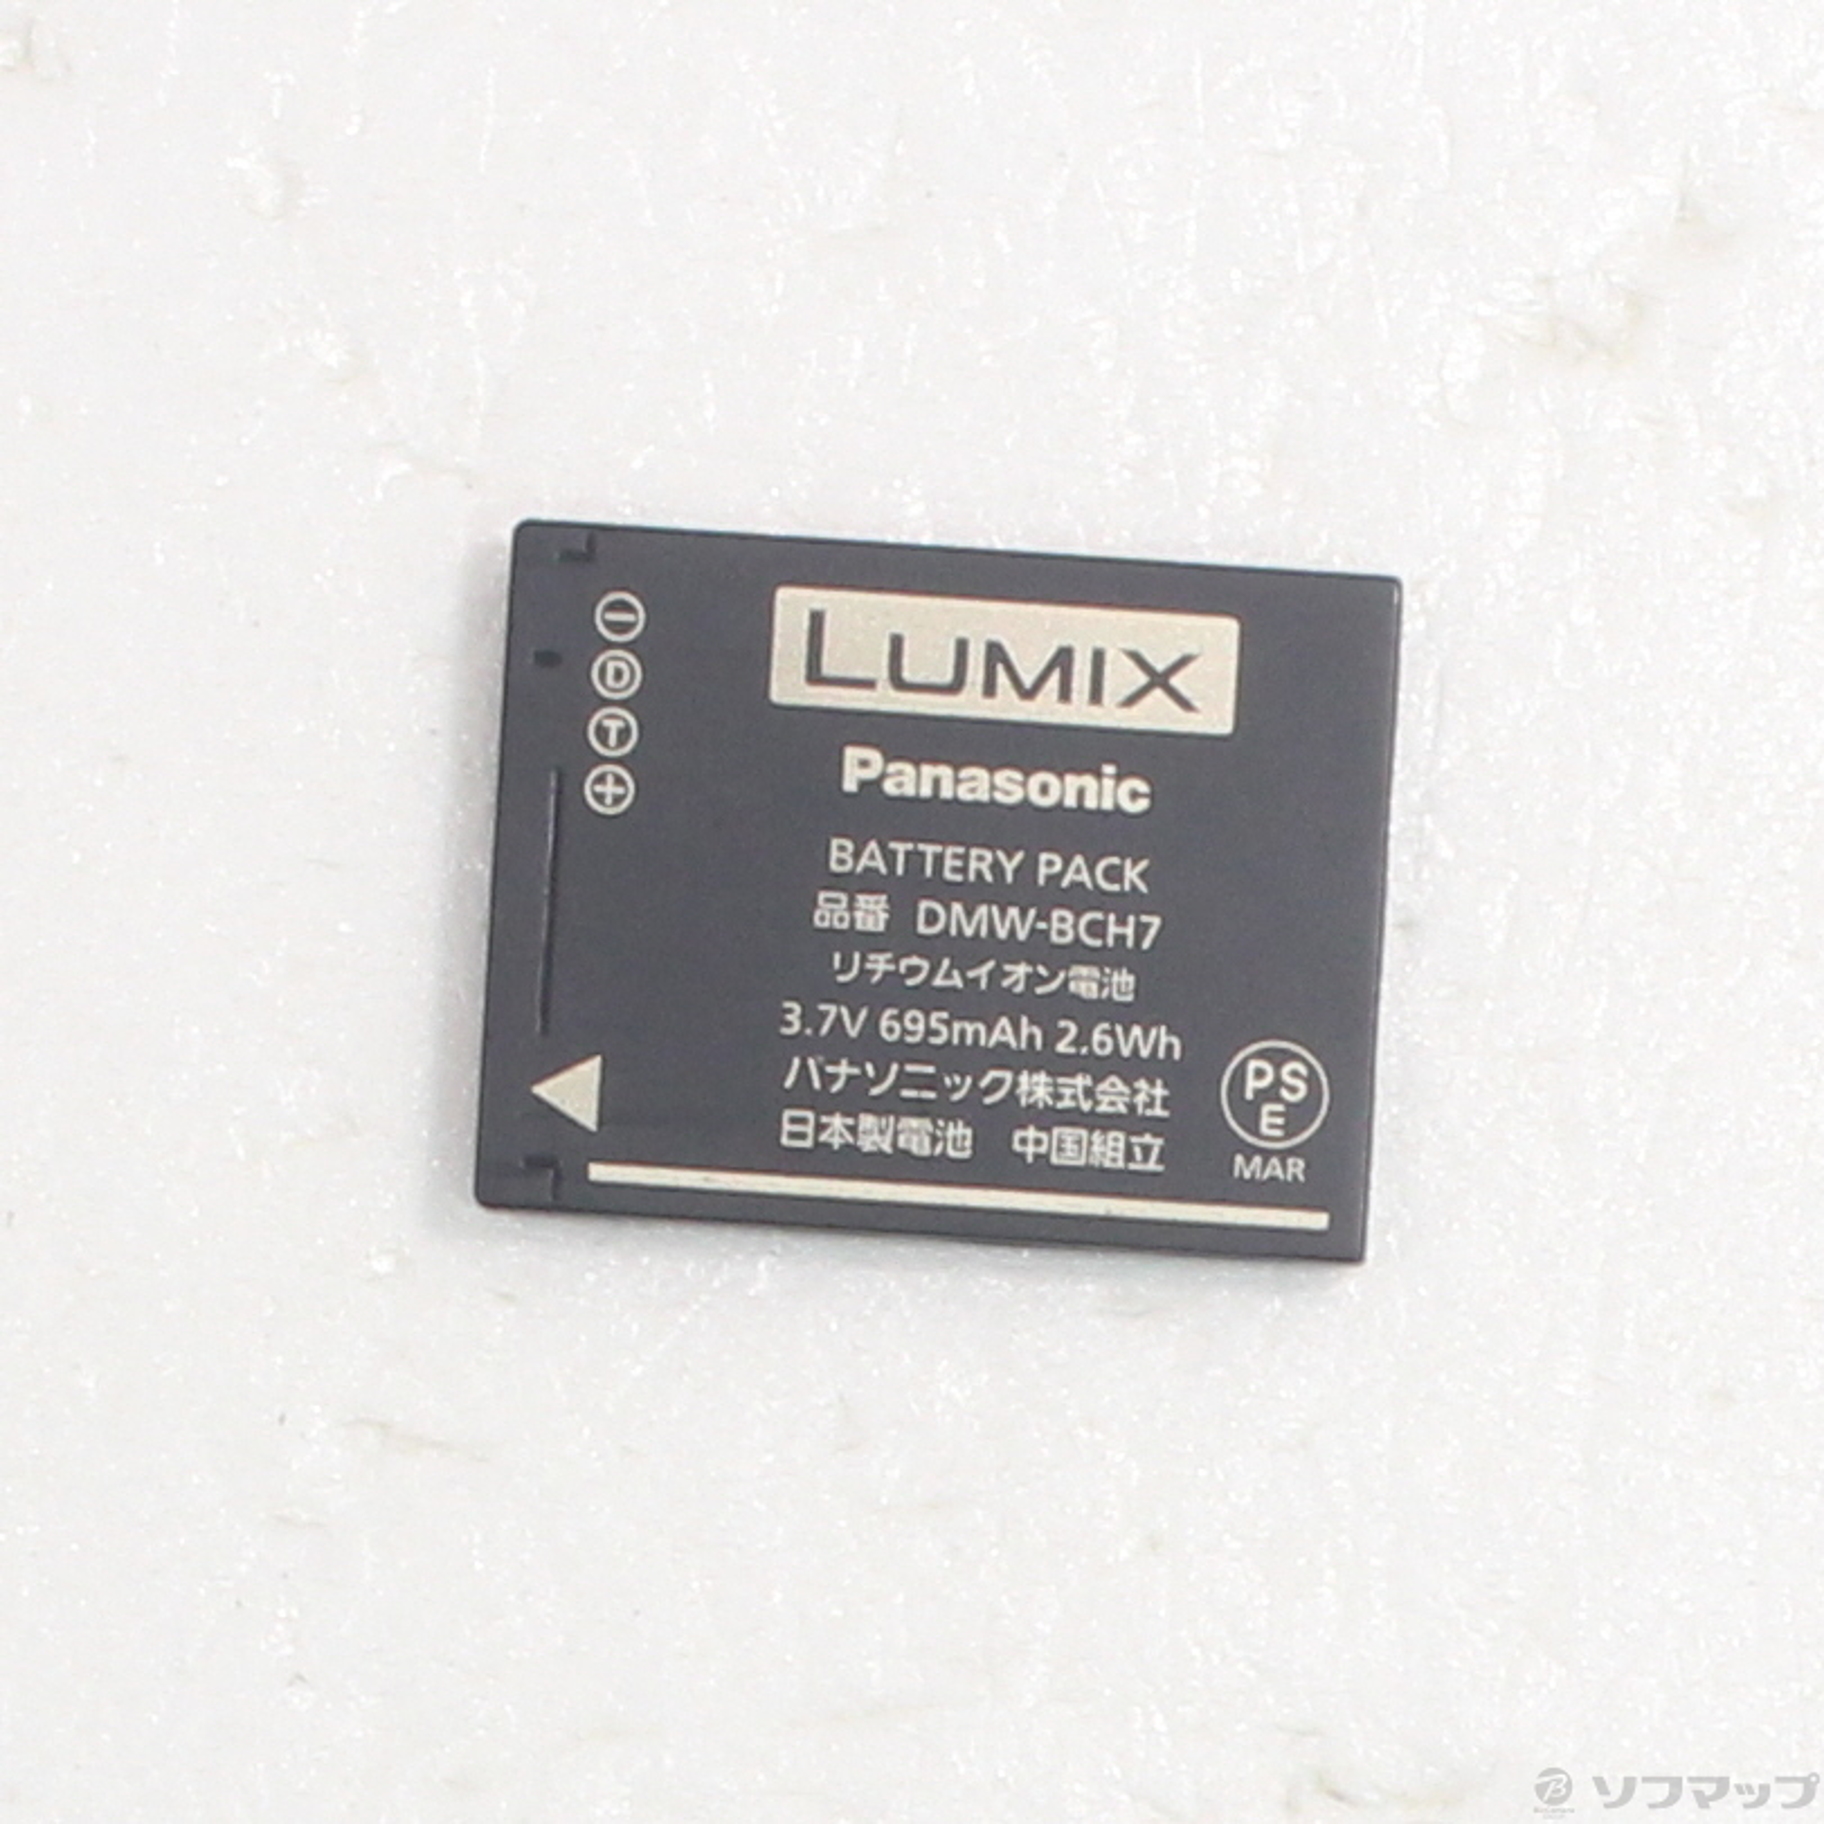 ⊖
D
T
⊕
LUMIX
Panasonic
BATTERY PACK
品番 DMW-BCH7
リチウムイオン電池
3.7V 695mAh 2.6Wh
パナソニック株式会社
日本製電池 中国組立
PS
E
MAR
ソフマップ